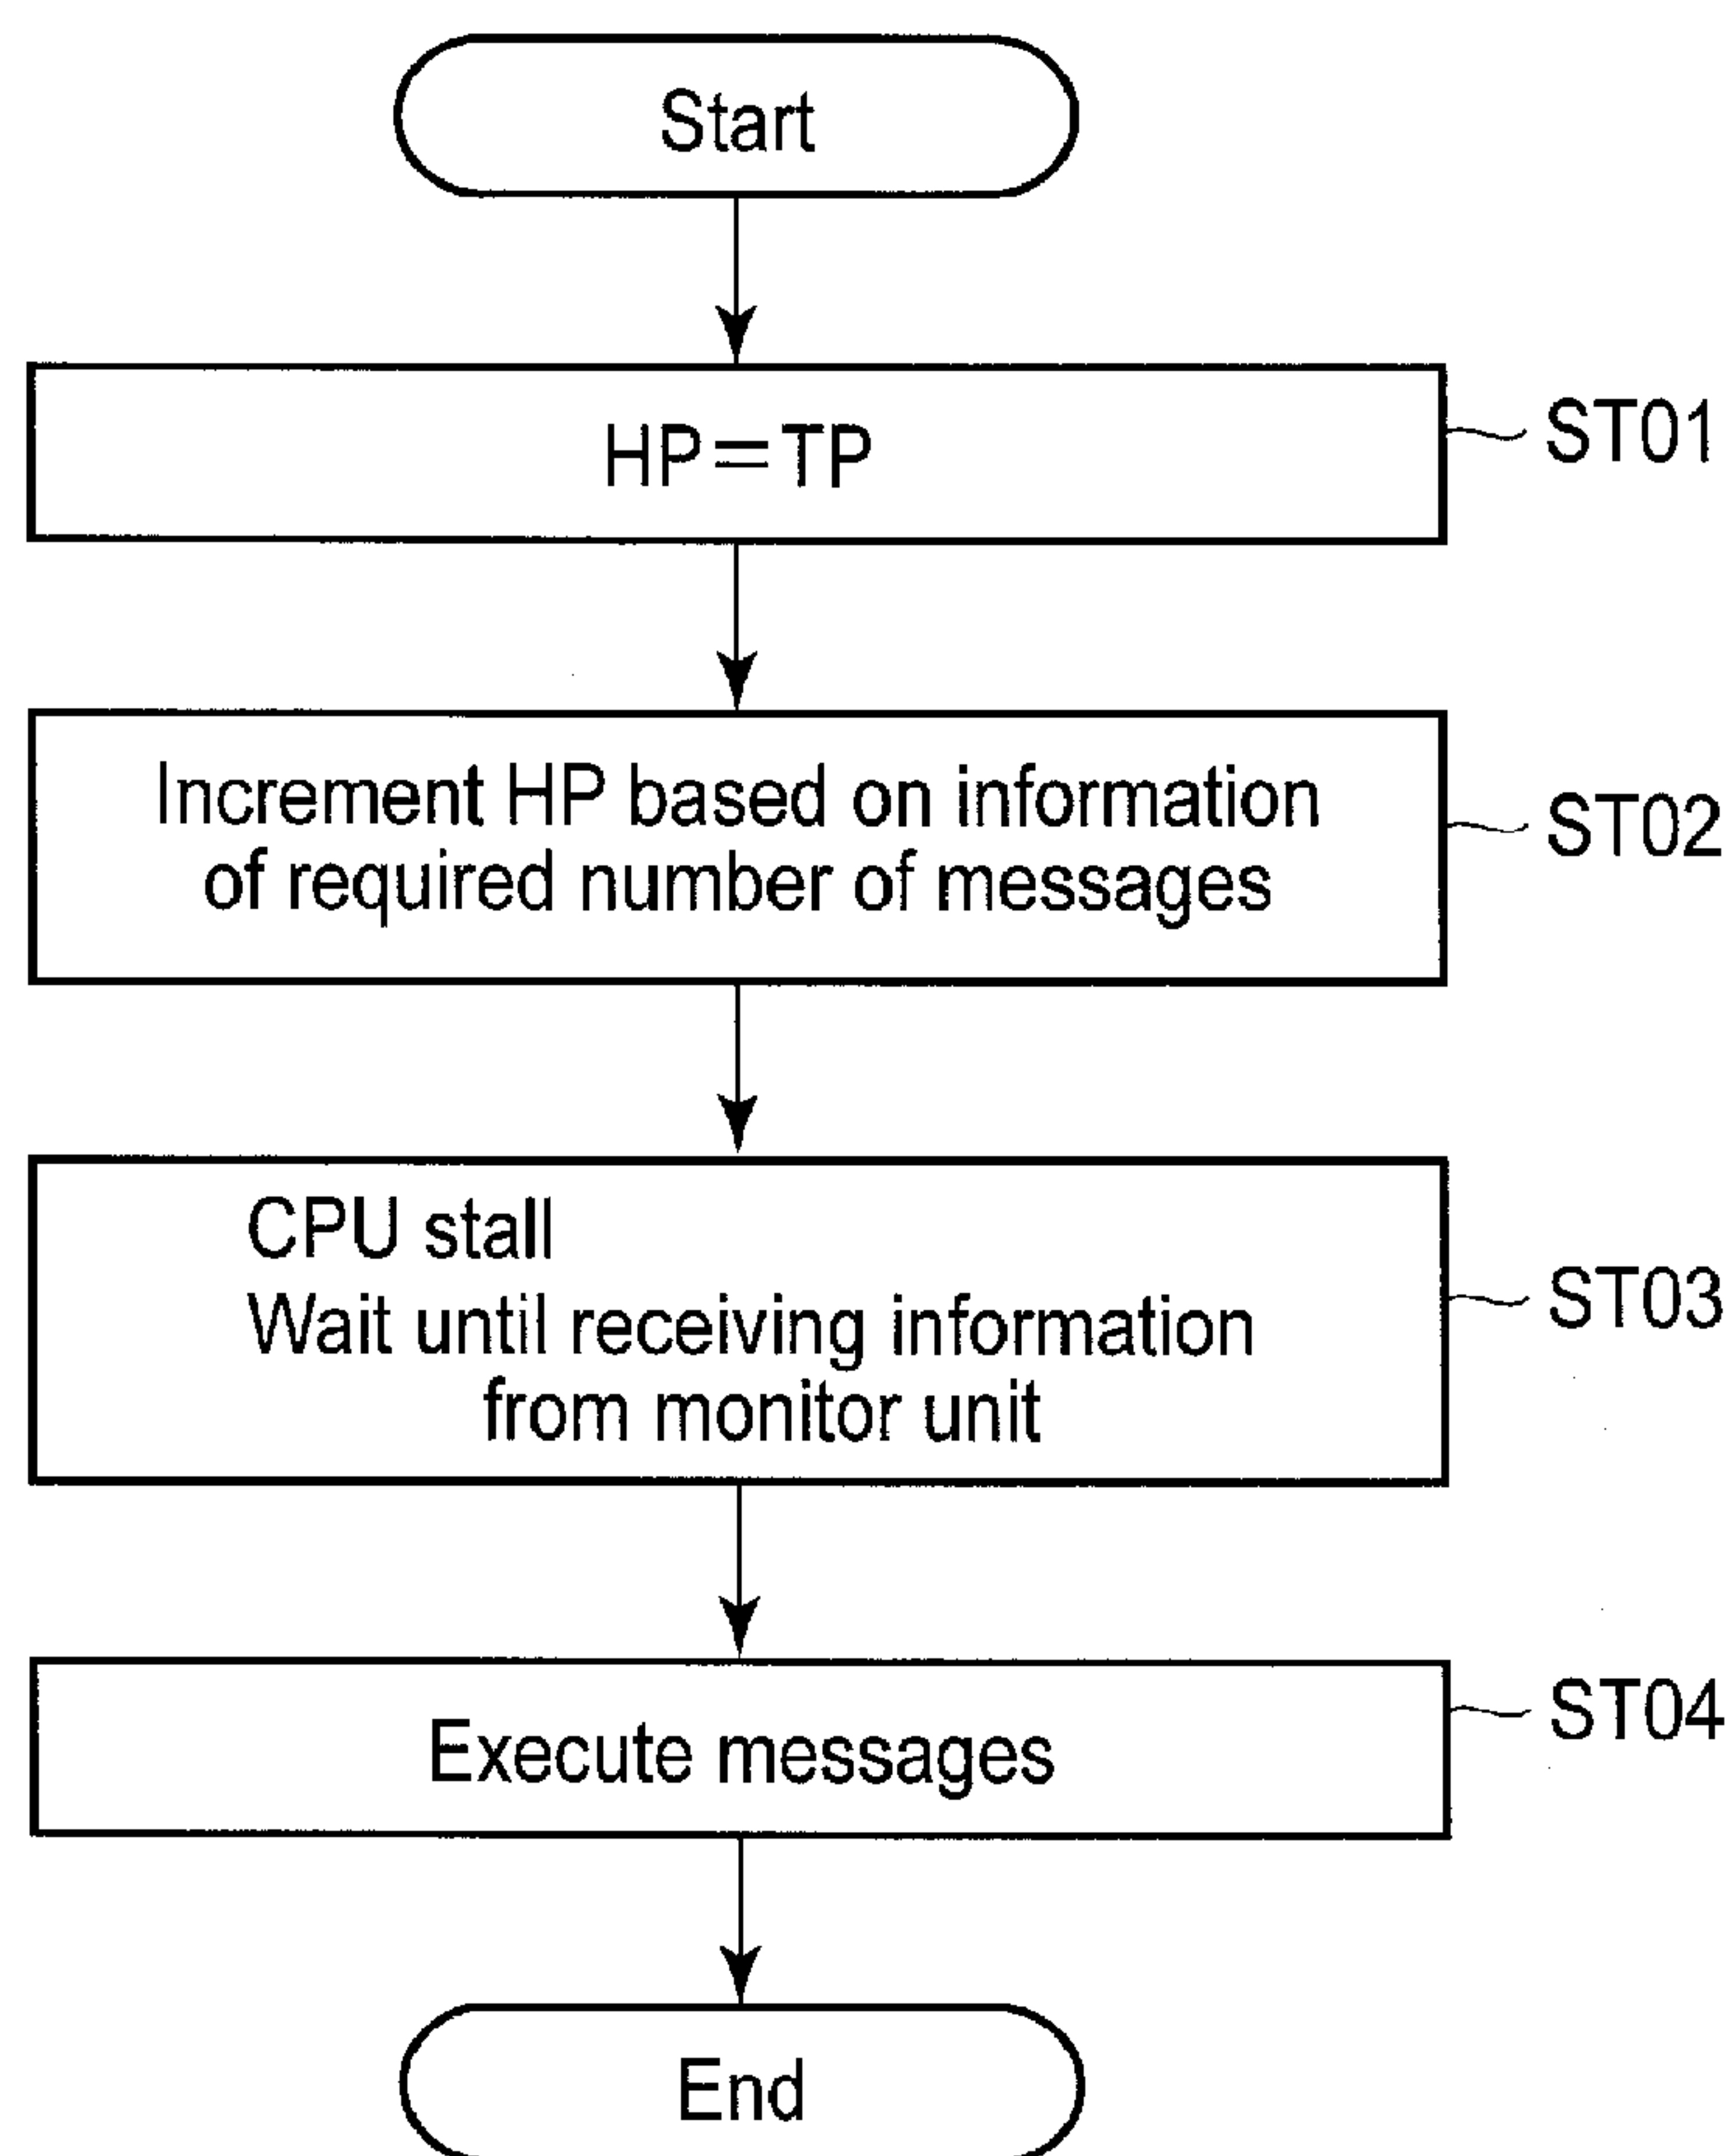 Start
HP=TP
ST01
Increment HP based on information
of required number of messages
ST02
CPU stall
Wait until receiving information
from monitor unit
ST03
Execute messages
ST04
End